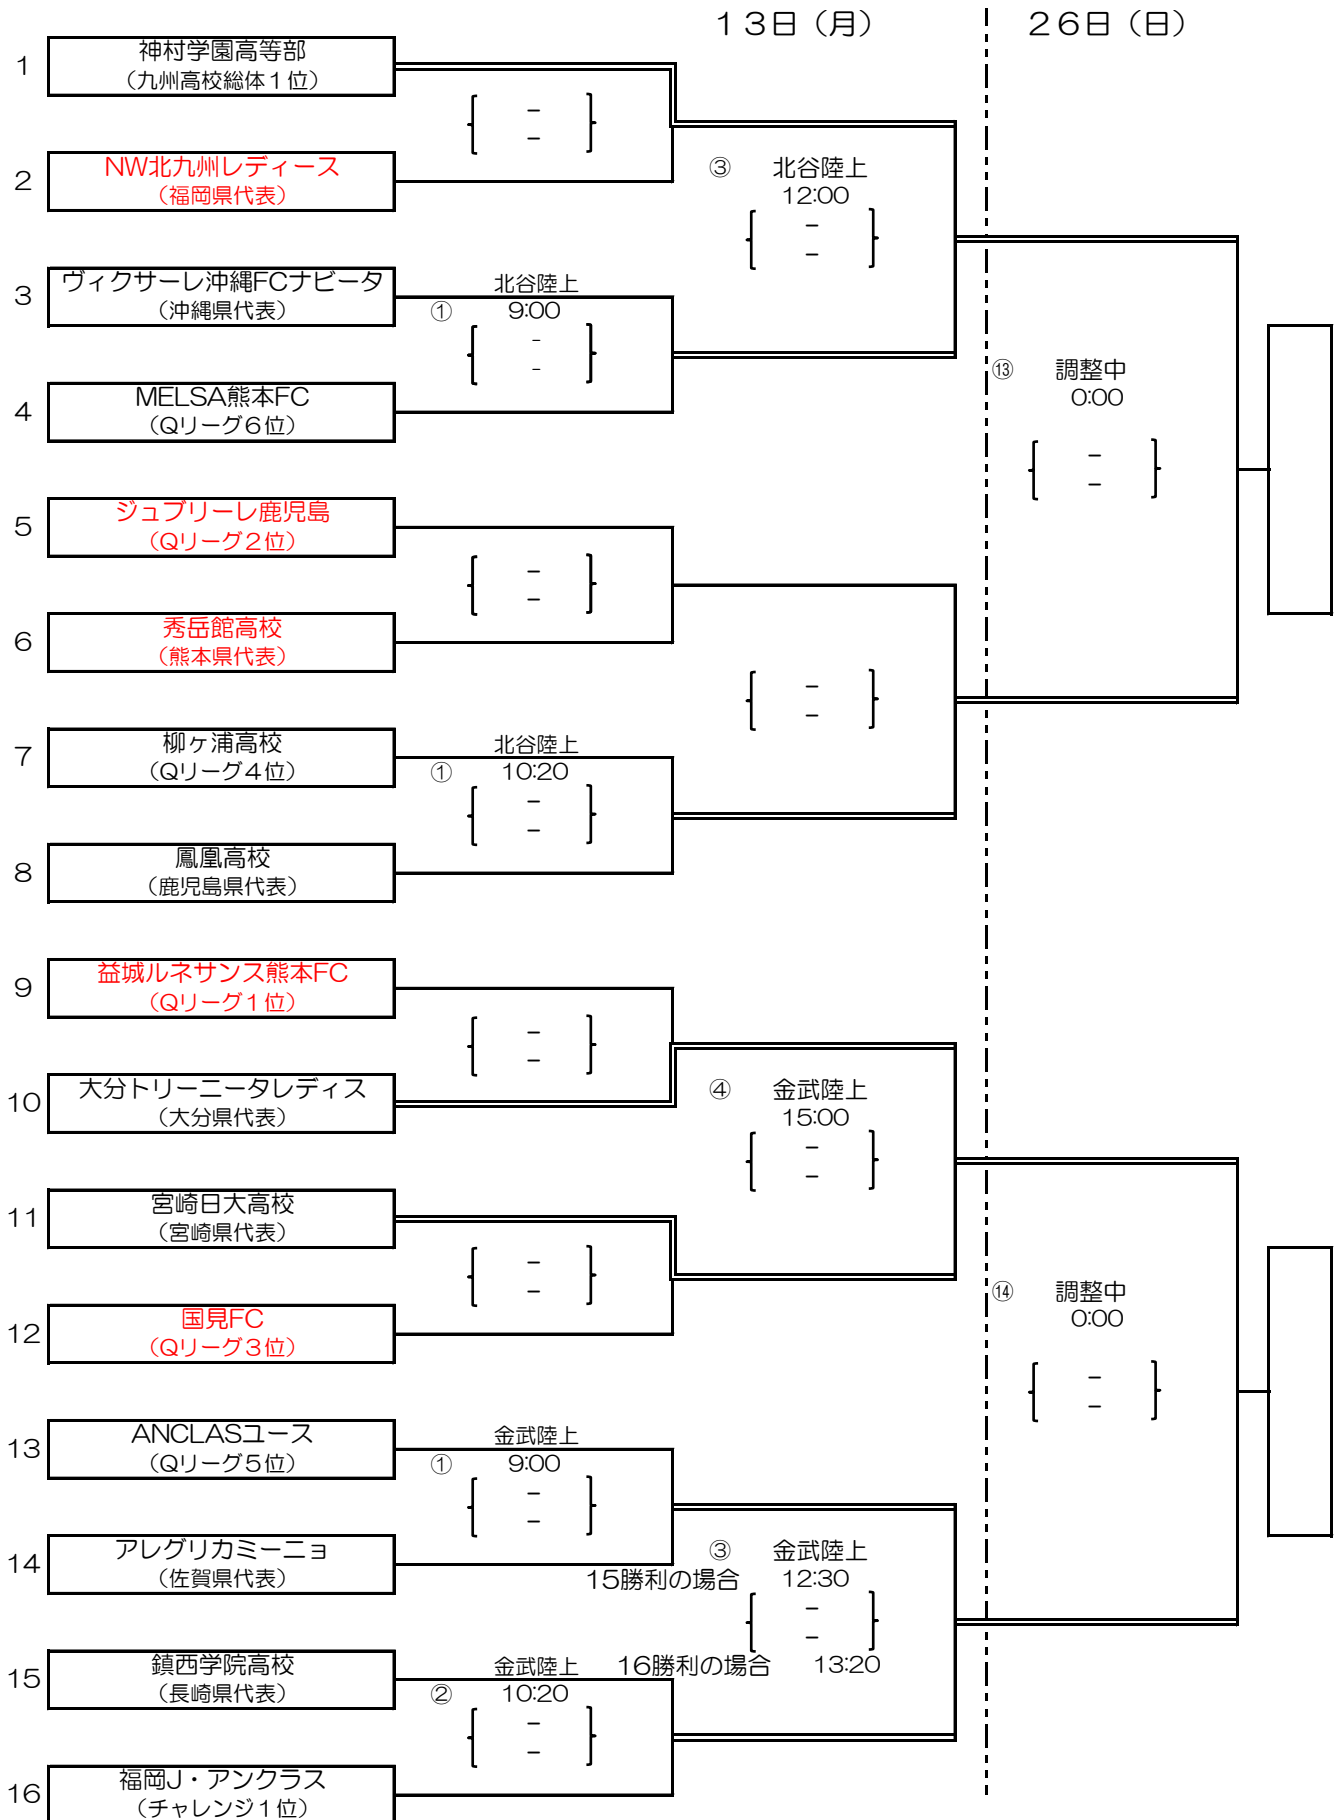 13日（月）
26日（日）
1
神村学園高等部
（九州高校総体1位）
{ – }
–
2
NW北九州レディース
（福岡県代表）
③ 北谷陸上
12:00
{ – }
–
3
ヴィクサーレ沖縄FCナビータ
（沖縄県代表）
北谷陸上
① 9:00
{ - }
-
4
MELSA熊本FC
（Qリーグ6位）
⑬ 調整中
0:00
{ – }
–
5
ジュブリーレ鹿児島
（Qリーグ2位）
{ – }
–
6
秀岳館高校
（熊本県代表）
{ – }
–
7
柳ヶ浦高校
（Qリーグ4位）
北谷陸上
① 10:20
{ – }
–
8
鳳凰高校
（鹿児島県代表）
9
益城ルネサンス熊本FC
（Qリーグ1位）
{ – }
–
10
大分トリーニータレディス
（大分県代表）
④ 金武陸上
15:00
{ – }
–
11
宮崎日大高校
（宮崎県代表）
{ – }
–
12
国見FC
（Qリーグ3位）
⑭ 調整中
0:00
{ – }
–
13
ANCLASユース
（Qリーグ5位）
金武陸上
① 9:00
{ – }
–
14
アレグリカミーニョ
（佐賀県代表）
③ 金武陸上
15勝利の場合 12:30
{ – }
–
16勝利の場合 13:20
15
鎮西学院高校
（長崎県代表）
金武陸上
② 10:20
{ – }
–
16
福岡J・アンクラス
（チャレンジ1位）